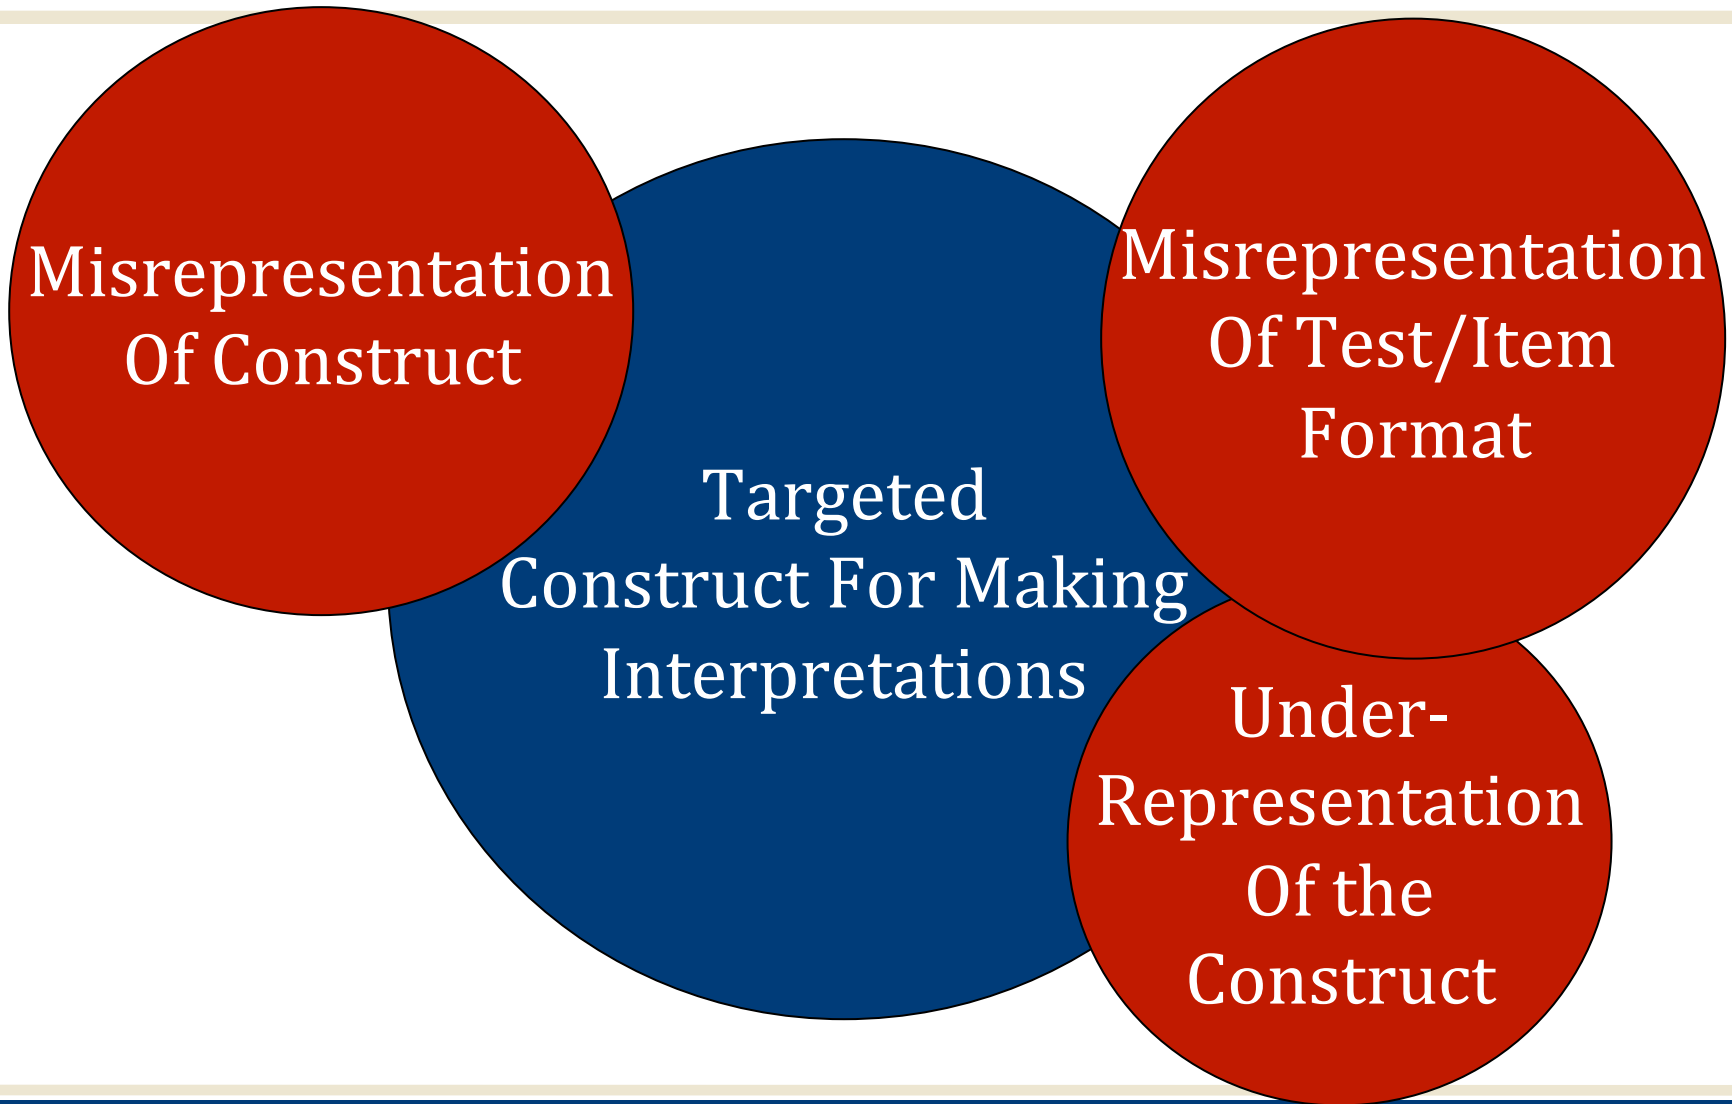 Misrepresentation
Of Construct
Misrepresentation
Of Test/Item
Format
Targeted
Construct For Making
Interpretations
Under-
Representation
Of the
Construct